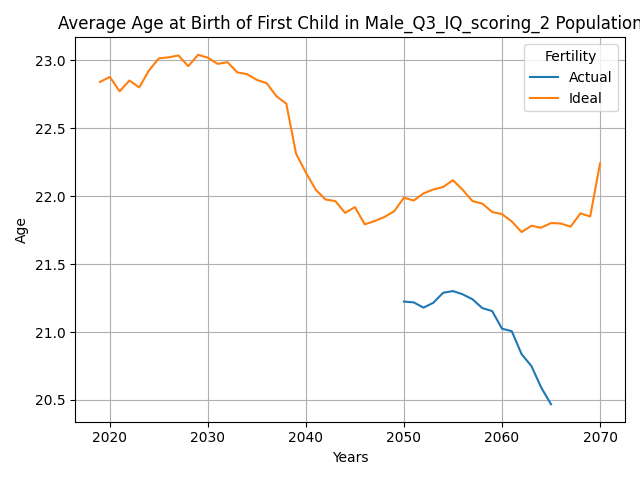 Average Age at Birth of First Child in Male_Q3_IQ_scoring_2 Population
Fertility
Actual
Ideal
23.0
22.5
22.0
21.5
21.0
20.5
Age
2020 2030 2040 2050 2060 2070
Years